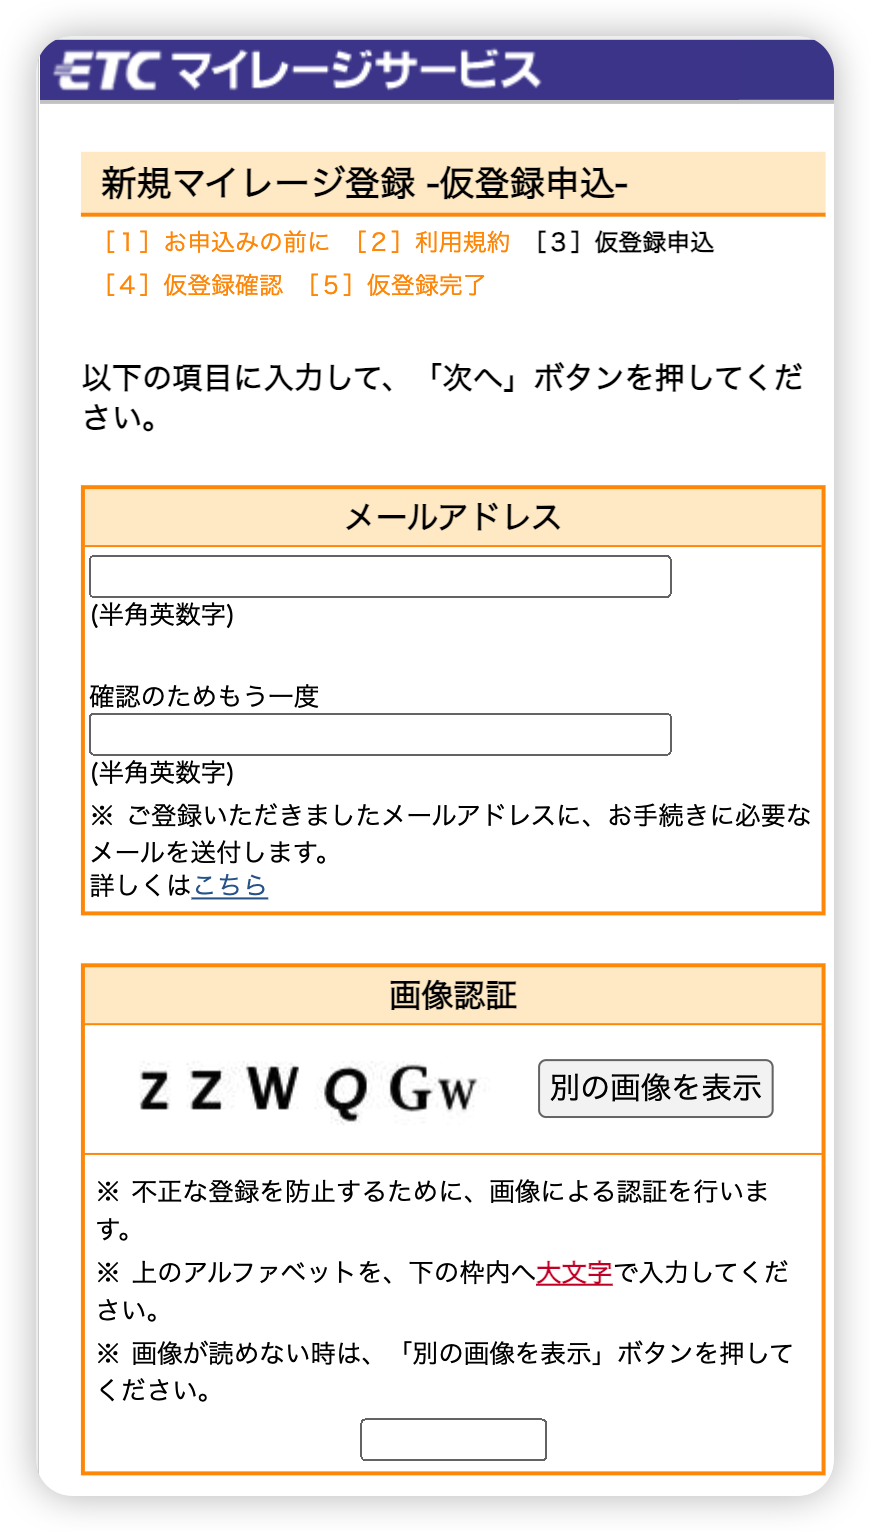 ETC マイレージサービス
新規マイレージ登録 -仮登録申込-
［１］お申込みの前に ［２］利用規約 ［３］仮登録申込
［４］仮登録確認 ［５］仮登録完了
以下の項目に入力して、「次へ」ボタンを押してくだ
さい。
メールアドレス
(半角英数字)
確認のためもう一度
(半角英数字)
※ ご登録いただきましたメールアドレスに、お手続きに必要な
メールを送付します。
詳しくはこちら
画像認証
Z Z W Q G W 別の画像を表示
※ 不正な登録を防止するために、画像による認証を行いま
す。
※ 上のアルファベットを、下の枠内へ大文字で入力してくだ
さい。
※ 画像が読めない時は、「別の画像を表示」ボタンを押して
ください。